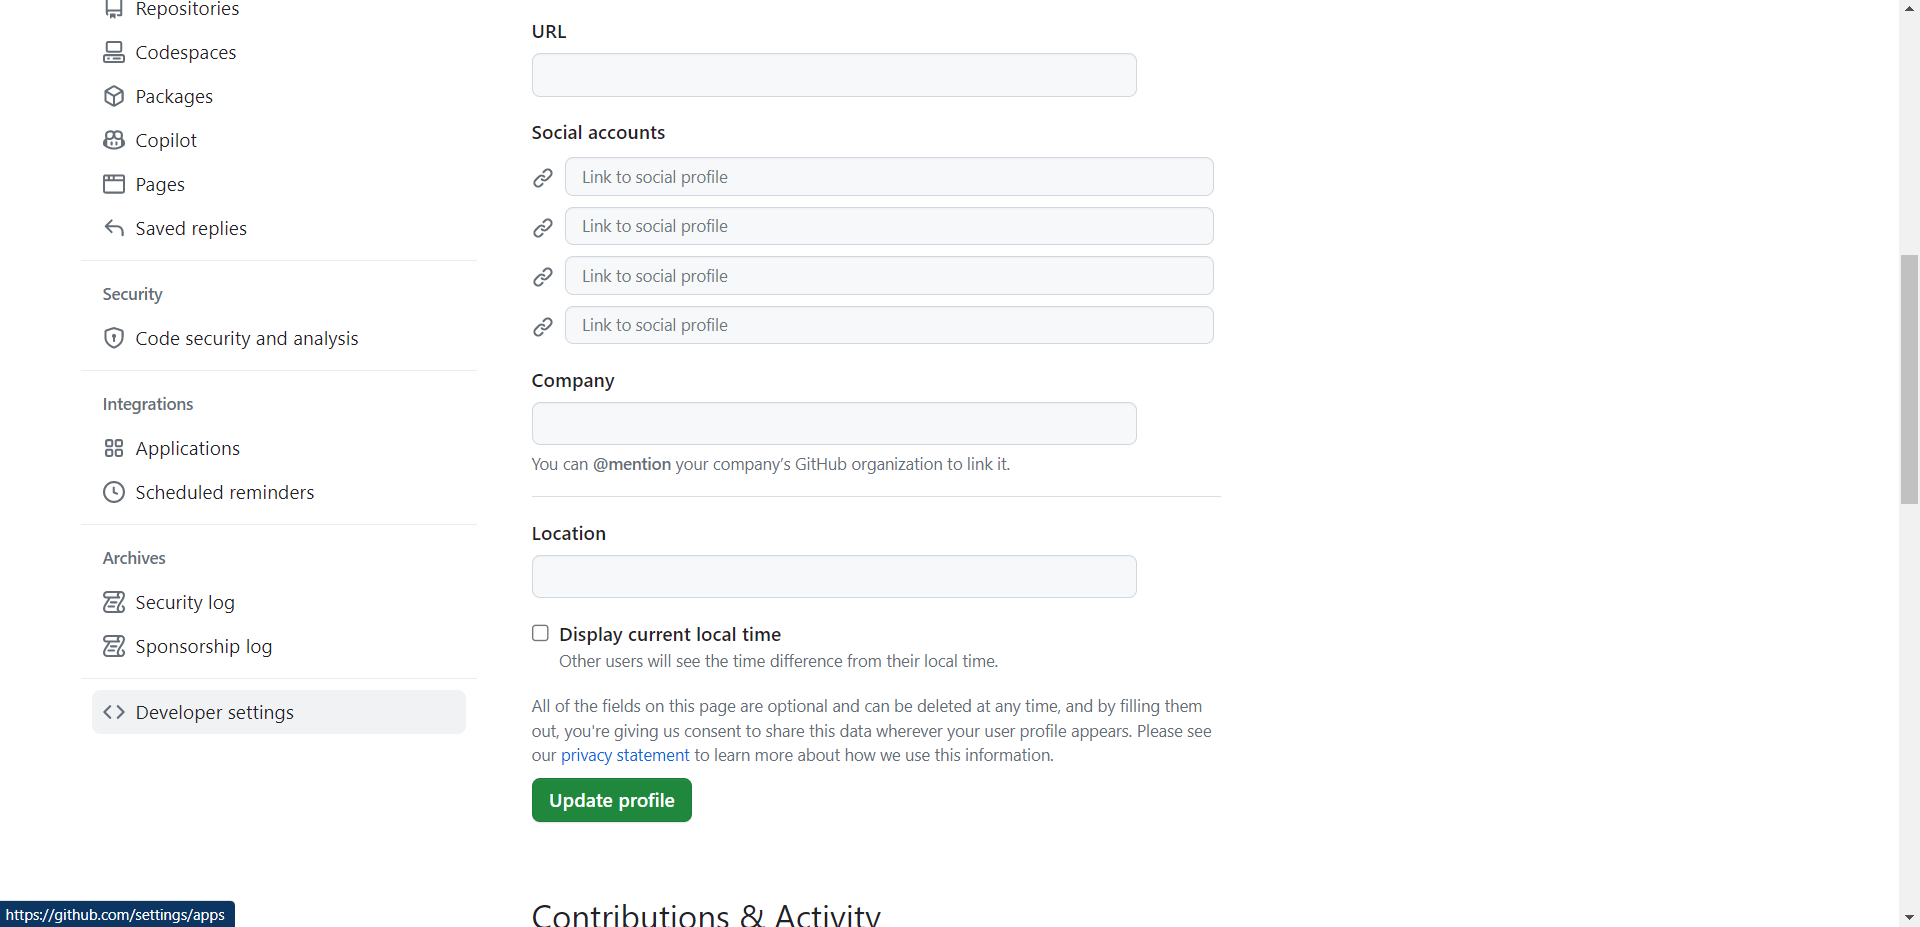 Repositories
Codespaces
Packages
Copilot
Pages
Saved replies
Security
Code security and analysis
Integrations
Applications
Scheduled reminders
Archives
Security log
Sponsorship log
Developer settings
https://github.com/settings/apps
URL
Social accounts
Link to social profile
Link to social profile
Link to social profile
Link to social profile
Company
You can @mention your company’s GitHub organization to link it.
Location
Display current local time
Other users will see the time difference from their local time.
All of the fields on this page are optional and can be deleted at any time, and by filling them
out, you're giving us consent to share this data wherever your user profile appears. Please see
our privacy statement to learn more about how we use this information.
Update profile
Contributions & Activity